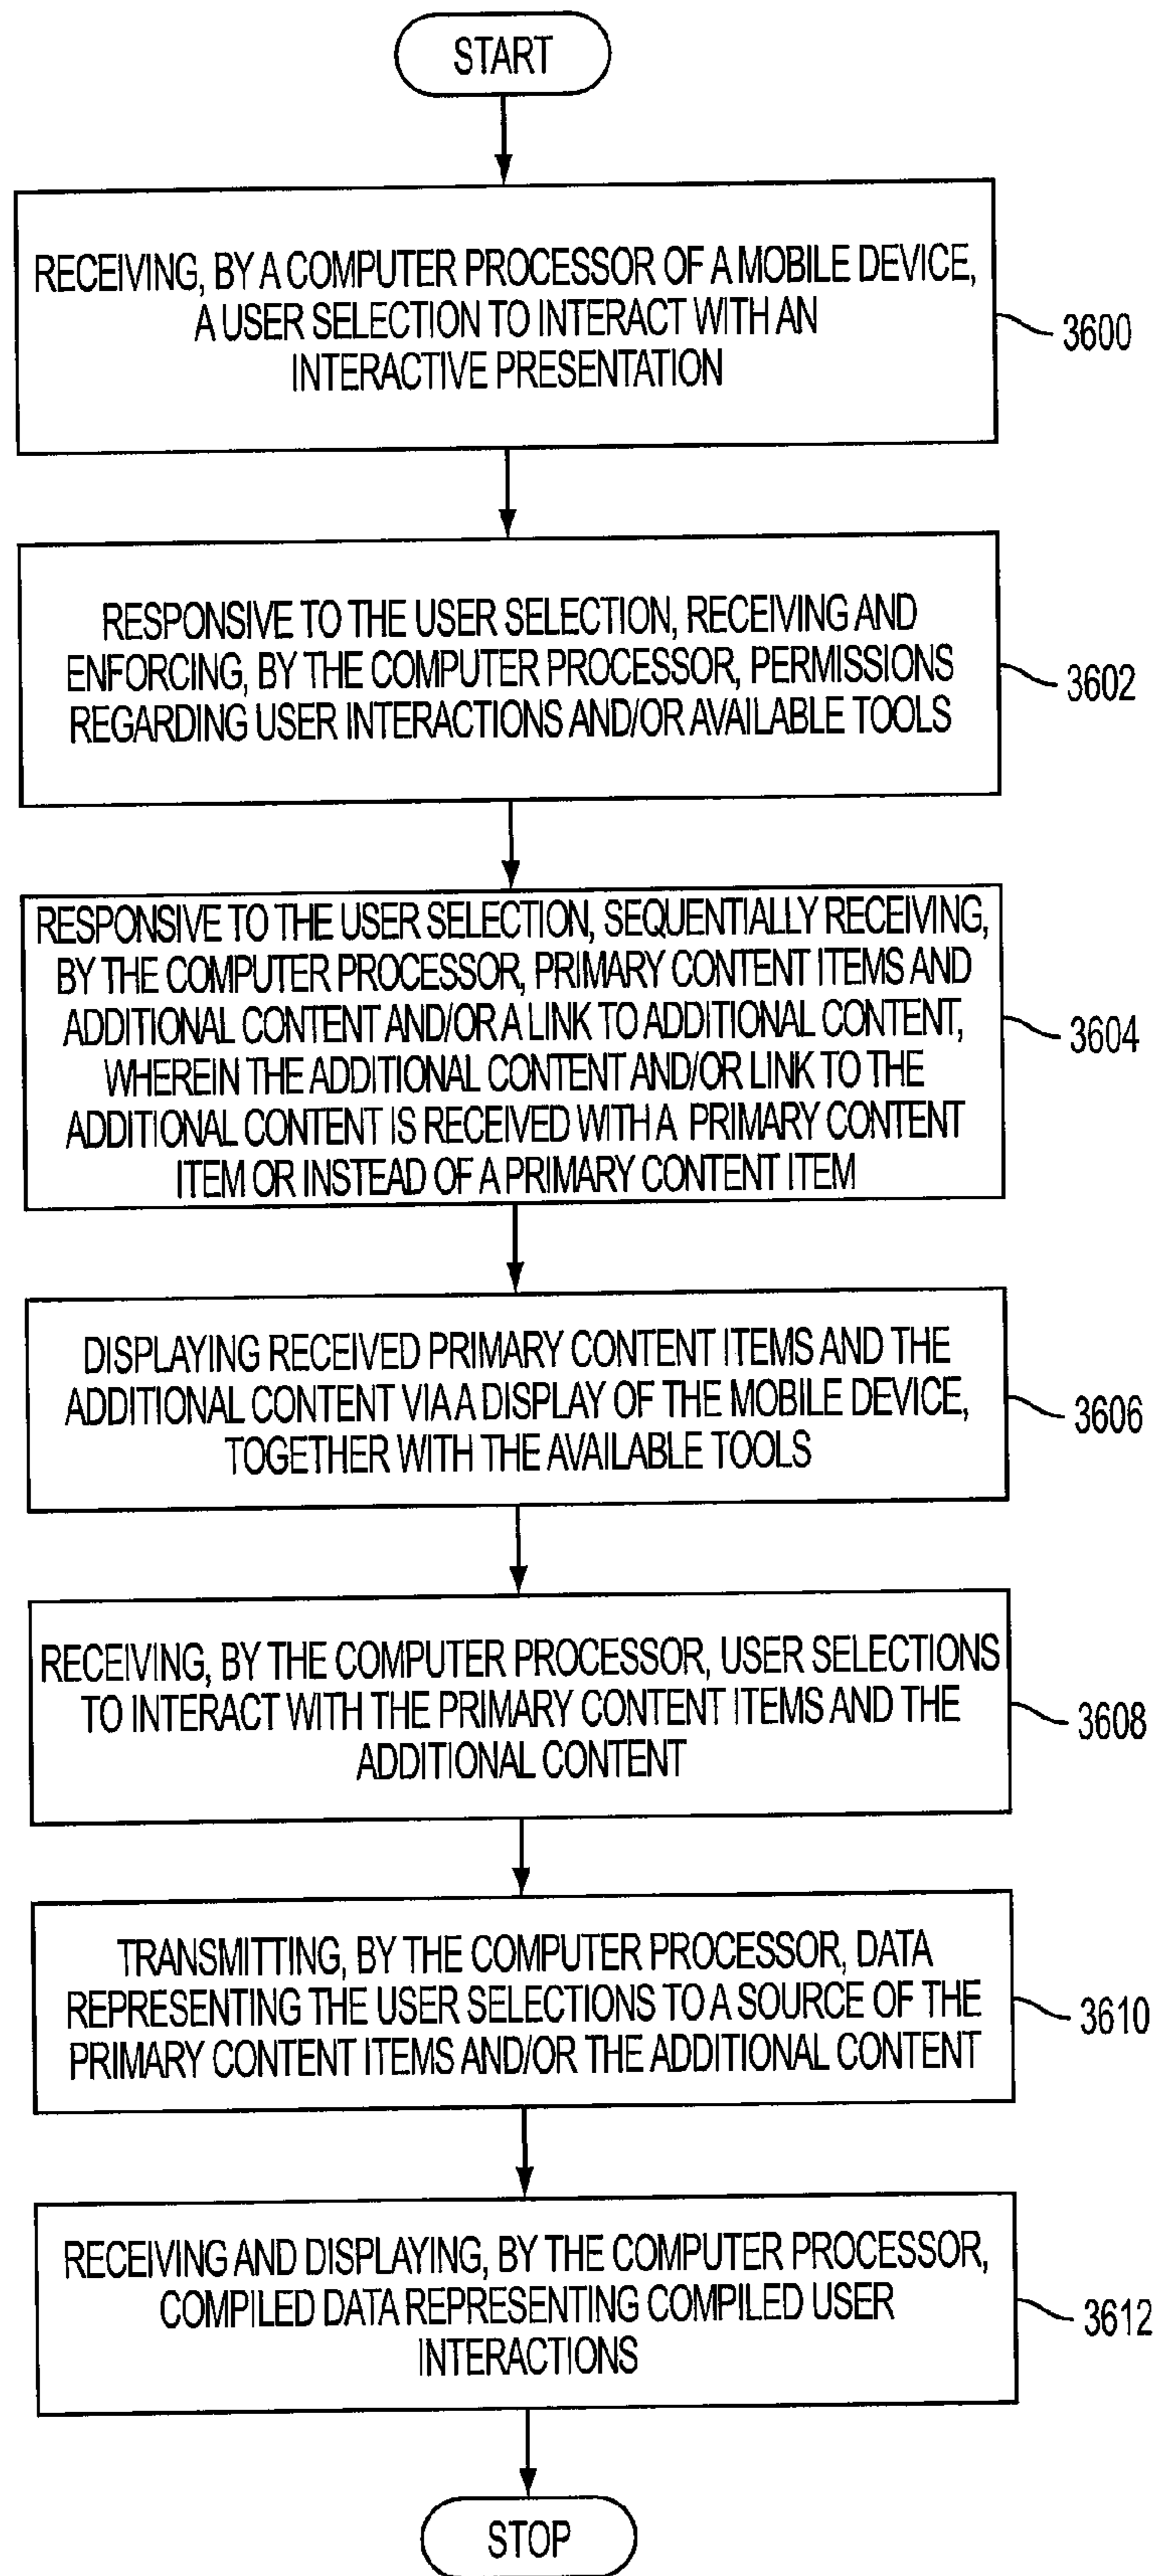 START
RECEIVING, BY A COMPUTER PROCESSOR OF A MOBILE DEVICE,
A USER SELECTION TO INTERACT WITH AN
INTERACTIVE PRESENTATION
3600
RESPONSIVE TO THE USER SELECTION, RECEIVING AND
ENFORCING, BY THE COMPUTER PROCESSOR, PERMISSIONS
REGARDING USER INTERACTIONS AND/OR AVAILABLE TOOLS
3602
RESPONSIVE TO THE USER SELECTION, SEQUENTIALLY RECEIVING,
BY THE COMPUTER PROCESSOR, PRIMARY CONTENT ITEMS AND
ADDITIONAL CONTENT AND/OR A LINK TO ADDITIONAL CONTENT,
WHEREIN THE ADDITIONAL CONTENT AND/OR LINK TO THE
ADDITIONAL CONTENT IS RECEIVED WITH A PRIMARY CONTENT
ITEM OR INSTEAD OF A PRIMARY CONTENT ITEM
3604
DISPLAYING RECEIVED PRIMARY CONTENT ITEMS AND THE
ADDITIONAL CONTENT VIA A DISPLAY OF THE MOBILE DEVICE,
TOGETHER WITH THE AVAILABLE TOOLS
3606
RECEIVING, BY THE COMPUTER PROCESSOR, USER SELECTIONS
TO INTERACT WITH THE PRIMARY CONTENT ITEMS AND THE
ADDITIONAL CONTENT
3608
TRANSMITTING, BY THE COMPUTER PROCESSOR, DATA
REPRESENTING THE USER SELECTIONS TO A SOURCE OF THE
PRIMARY CONTENT ITEMS AND/OR THE ADDITIONAL CONTENT
3610
RECEIVING AND DISPLAYING, BY THE COMPUTER PROCESSOR,
COMPILED DATA REPRESENTING COMPILED USER
INTERACTIONS
3612
STOP